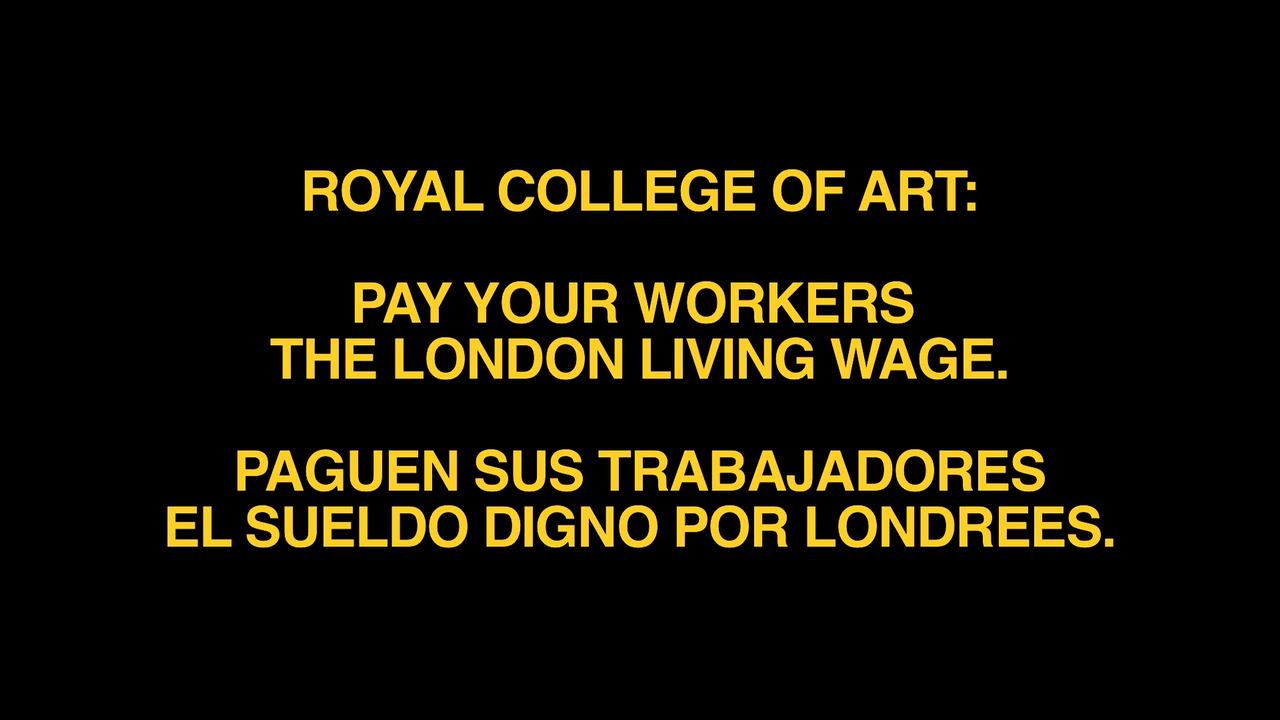 ROYAL COLLEGE OF ART:
PAY YOUR WORKERS
THE LONDON LIVING WAGE.
PAGUEN SUS TRABAJADORES
EL SUELDO DIGNO POR LONDREES.